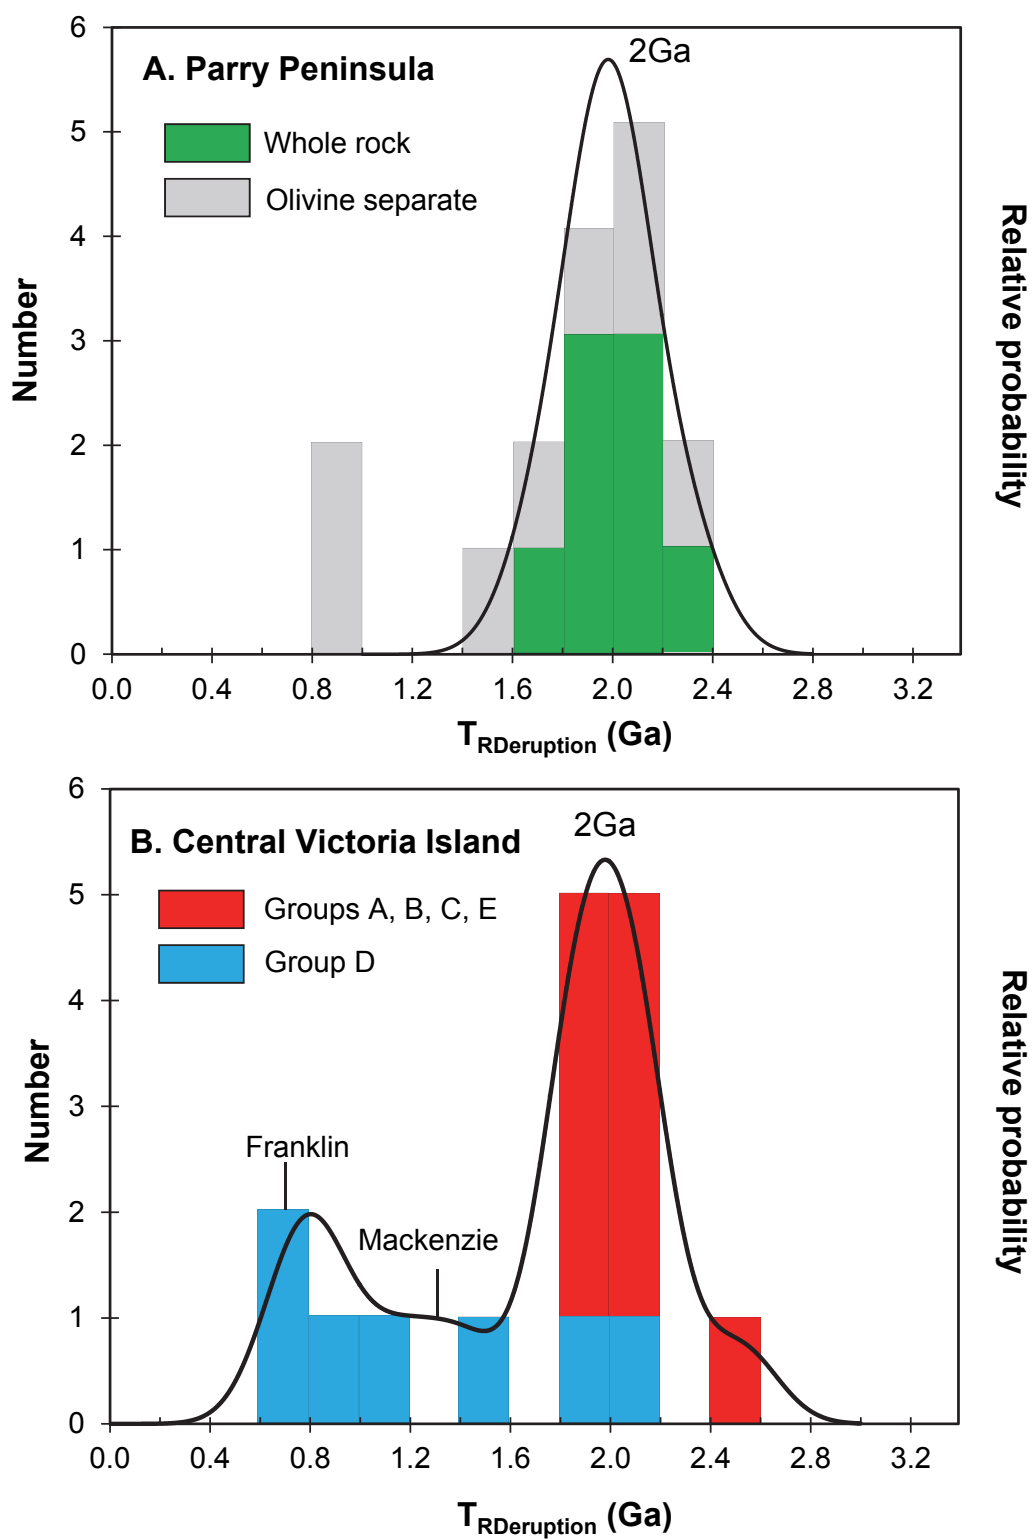 6
2Ga
A. Parry Peninsula
5
Whole rock
Olivine separate
4
Number
Relative probability
3
2
1
0
0.0 0.4 0.8 1.2 1.6 2.0 2.4 2.8 3.2
TRDeruption (Ga)
6
2Ga
B. Central Victoria Island
5
Groups A, B, C, E
Group D
4
Number
Relative probability
3
Franklin
2
Mackenzie
1
0
0.0 0.4 0.8 1.2 1.6 2.0 2.4 2.8 3.2
TRDeruption (Ga)